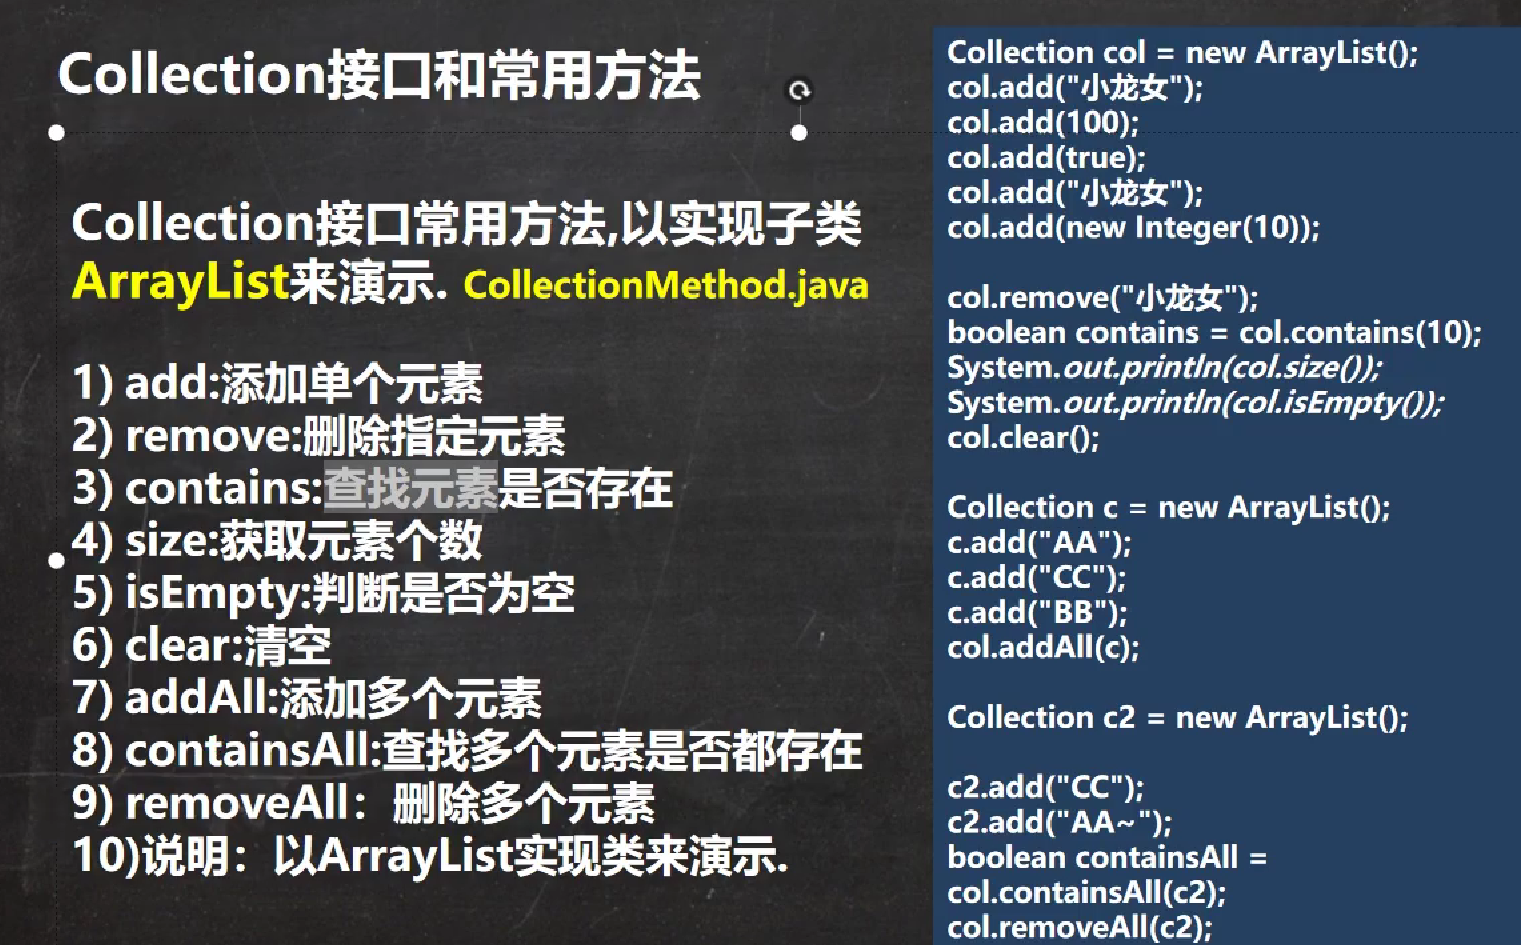 Collection接口和常用方法
Collection接口常用方法,以实现子类
ArrayList来演示. CollectionMethod.java
1) add:添加单个元素
2) remove:删除指定元素
3) contains:查找元素是否存在
4) size:获取元素个数
5) isEmpty:判断是否为空
6) clear:清空
7) addAll:添加多个元素
8) containsAll:查找多个元素是否都存在
9) removeAll：删除多个元素
10)说明：以ArrayList实现类来演示.
Collection col = new ArrayList();
col.add("小龙女");
col.add(100);
col.add(true);
col.add("小龙女");
col.add(new Integer(10));
col.remove("小龙女");
boolean contains = col.contains(10);
System.out.println(col.size());
System.out.println(col.isEmpty());
col.clear();
Collection c = new ArrayList();
c.add("AA");
c.add("CC");
c.add("BB");
col.addAll(c);
Collection c2 = new ArrayList();
c2.add("CC");
c2.add("AA~");
boolean containsAll =
col.containsAll(c2);
col.removeAll(c2);